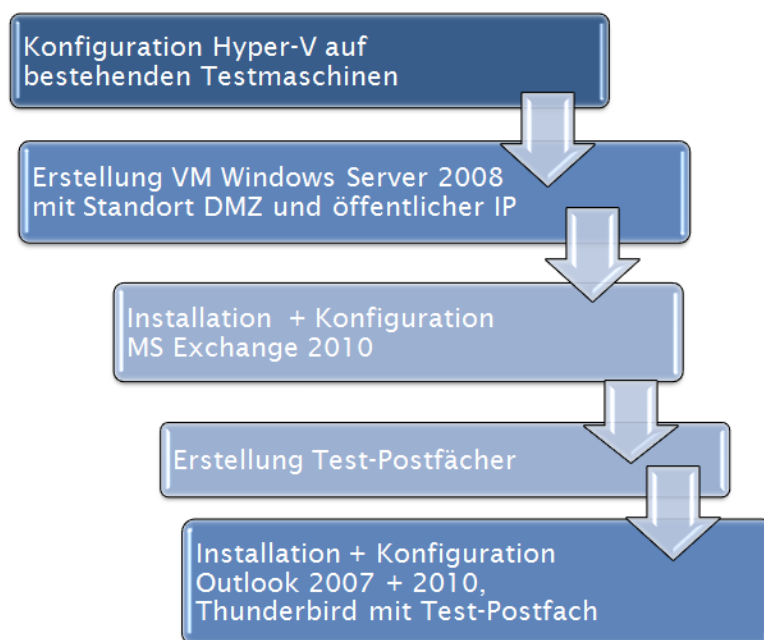 Konfiguration Hyper-V auf
bestehenden Testmaschinen
Erstellung VM Windows Server 2008
mit Standort DMZ und öffentlicher IP
Installation + Konfiguration
MS Exchange 2010
Erstellung Test-Postfächer
Installation + Konfiguration
Outlook 2007 + 2010,
Thunderbird mit Test-Postfach